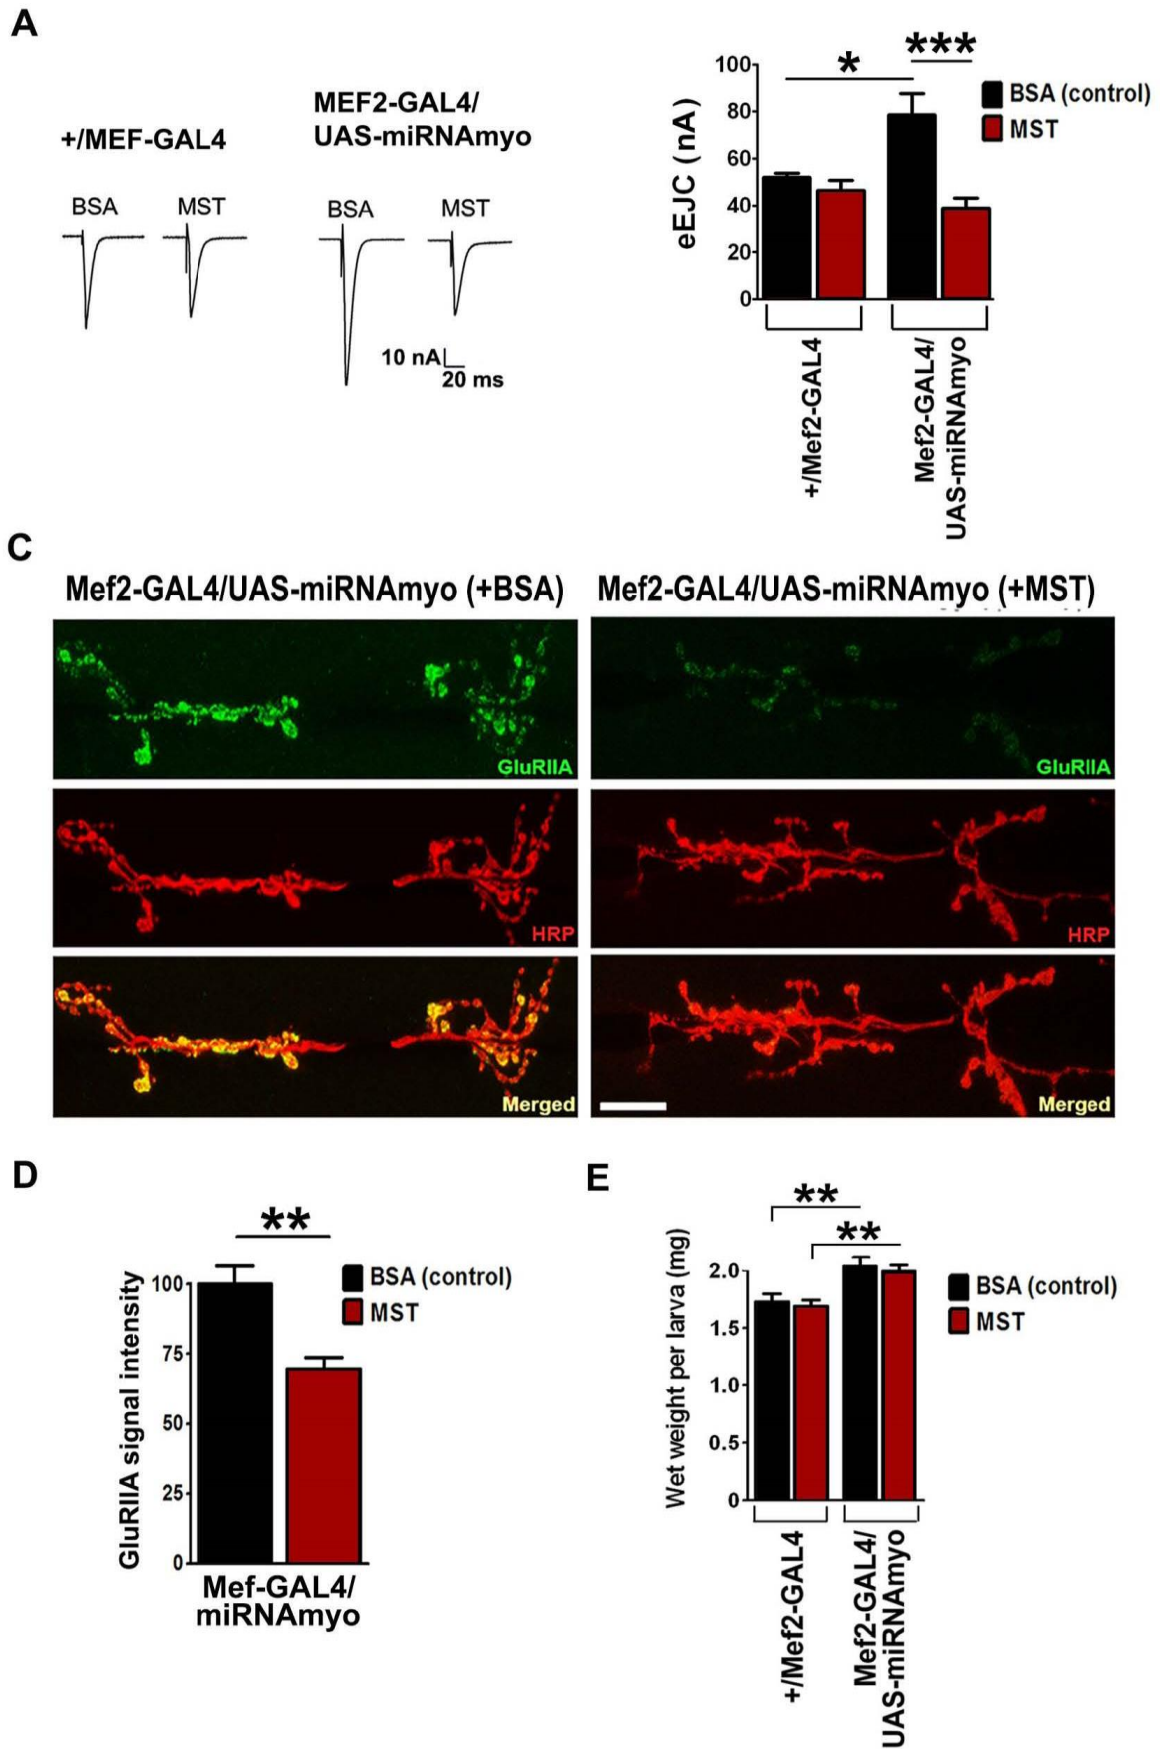 A
+/MEF-GAL4
MEF2-GAL4/
UAS-miRNAmyo
BSA
MST
BSA
MST
10 nA
20 ms
eEJC (nA)
100
80
60
40
20
0
*
***
BSA (control)
MST
+/Mef2-GAL4
Mef2-GAL4/
UAS-miRNAmyo
C
Mef2-GAL4/UAS-miRNAmyo (+BSA)
Mef2-GAL4/UAS-miRNAmyo (+MST)
GluRIIA
GluRIIA
HRP
HRP
Merged
Merged
D
GluRIIA signal intensity
100
75
50
25
0
**
BSA (control)
MST
Mef-GAL4/
miRNAmyo
E
Wet weight per larva (mg)
2.0
1.5
1.0
0.5
0
**
**
BSA (control)
MST
+/Mef2-GAL4
Mef2-GAL4/
UAS-miRNAmyo